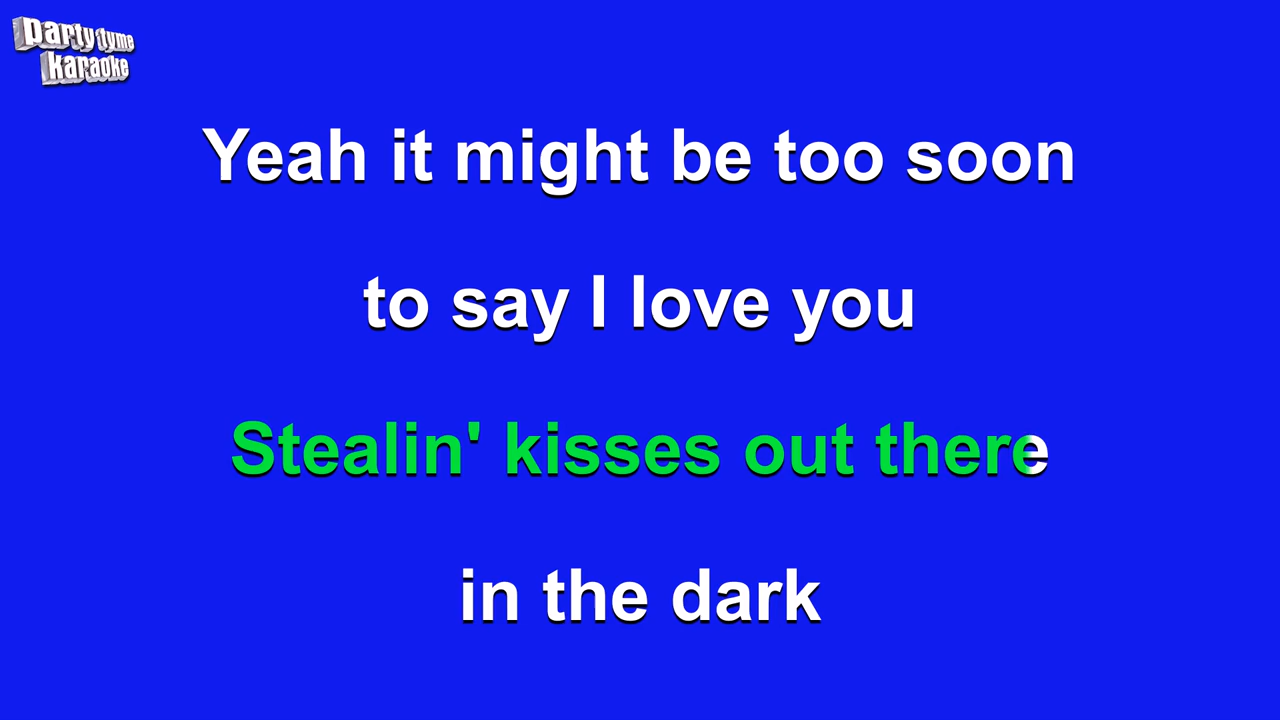 party tyme
karaoke
Yeah it might be too soon
to say I love you
Stealin' kisses out there
in the dark